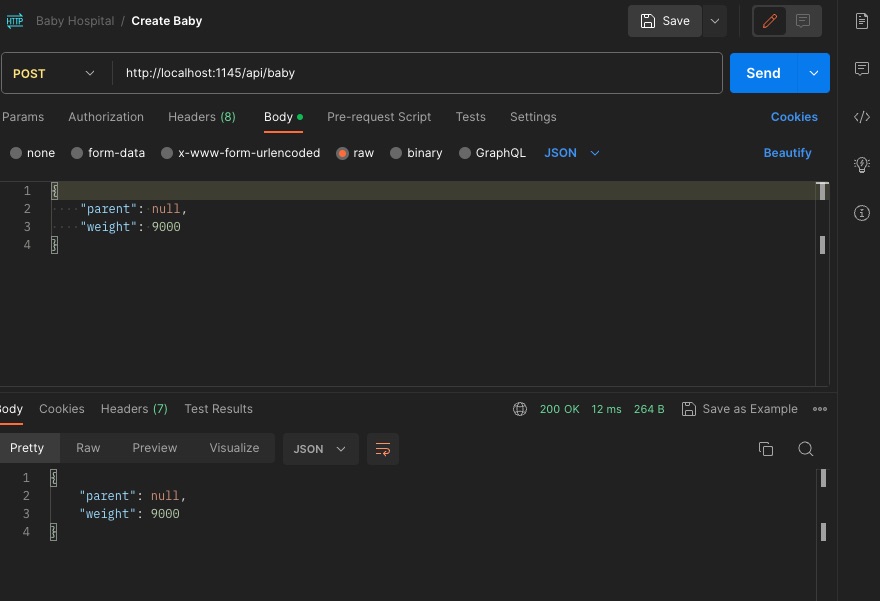 HTTP Baby Hospital / Create Baby Save
POST http://localhost:1145/api/baby Send
Params Authorization Headers (8) Body Pre-request Script Tests Settings Cookies
none form-data x-www-form-urlencoded raw binary GraphQL JSON Beautify
1 {
2 "parent": null,
3 "weight": 9000
4 }
Body Cookies Headers (7) Test Results 200 OK 12 ms 264 B Save as Example
Pretty Raw Preview Visualize JSON
1 {
2 "parent": null,
3 "weight": 9000
4 }